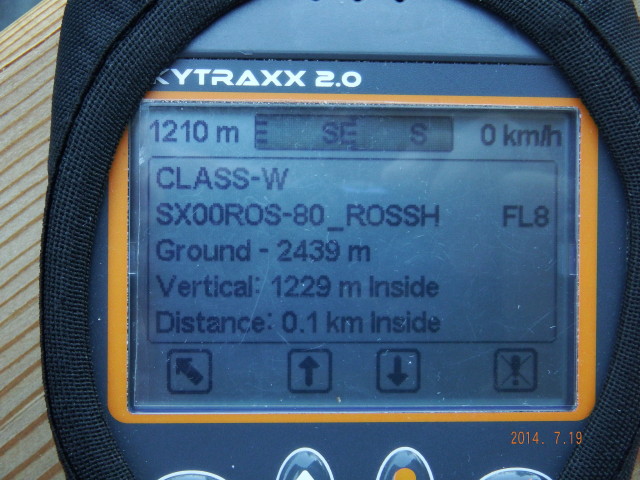 KYTRAXX 2.0
1210 m E SE S 0 km/h
CLASS-W
SX00ROS-80_ROSSH FL8
Ground - 2439 m
Vertical: 1229 m Inside
Distance: 0.1 km Inside
2014. 7.19